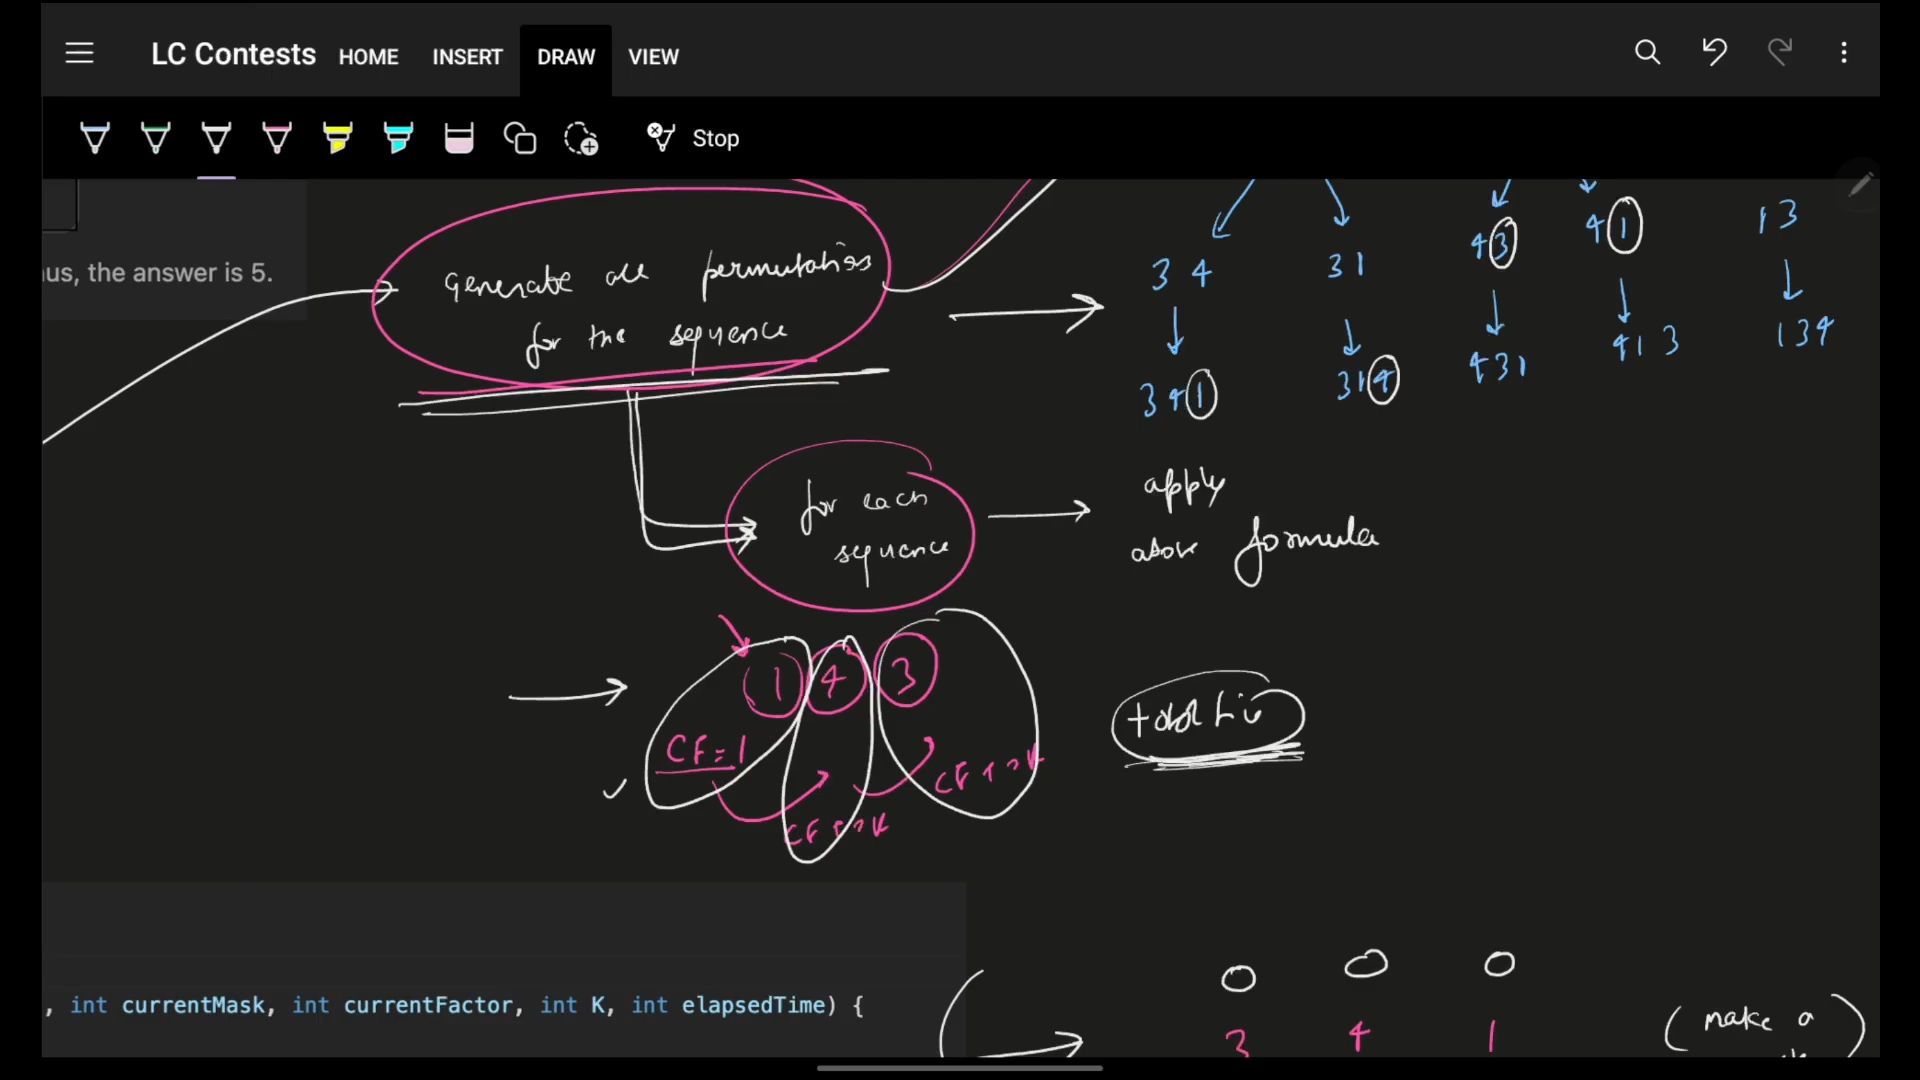 LC Contests HOME INSERT DRAW VIEW
Stop
us, the answer is 5.
generate all permutations
for the sequence
3 4
3 1
4 3
4 1
1 3
3 4 1
3 1 4
4 3 1
4 1 3
1 3 4
for each
sequence
apply
above formula
1 4 3
CF = 1
, int currentMask, int currentFactor, int K, int elapsedTime) {
0 0 0
3 4 1
( make a )